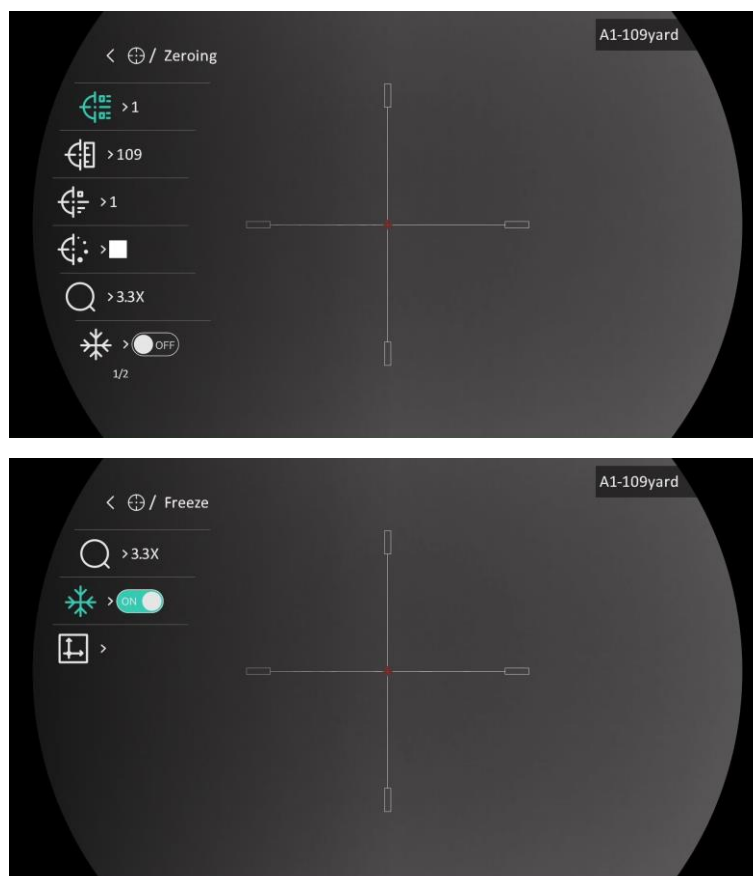 A1-109yard
< / Zeroing
>1
>109
>1
>
>3.3X
> OFF
1/2
A1-109yard
< / Freeze
>3.3X
> ON
>